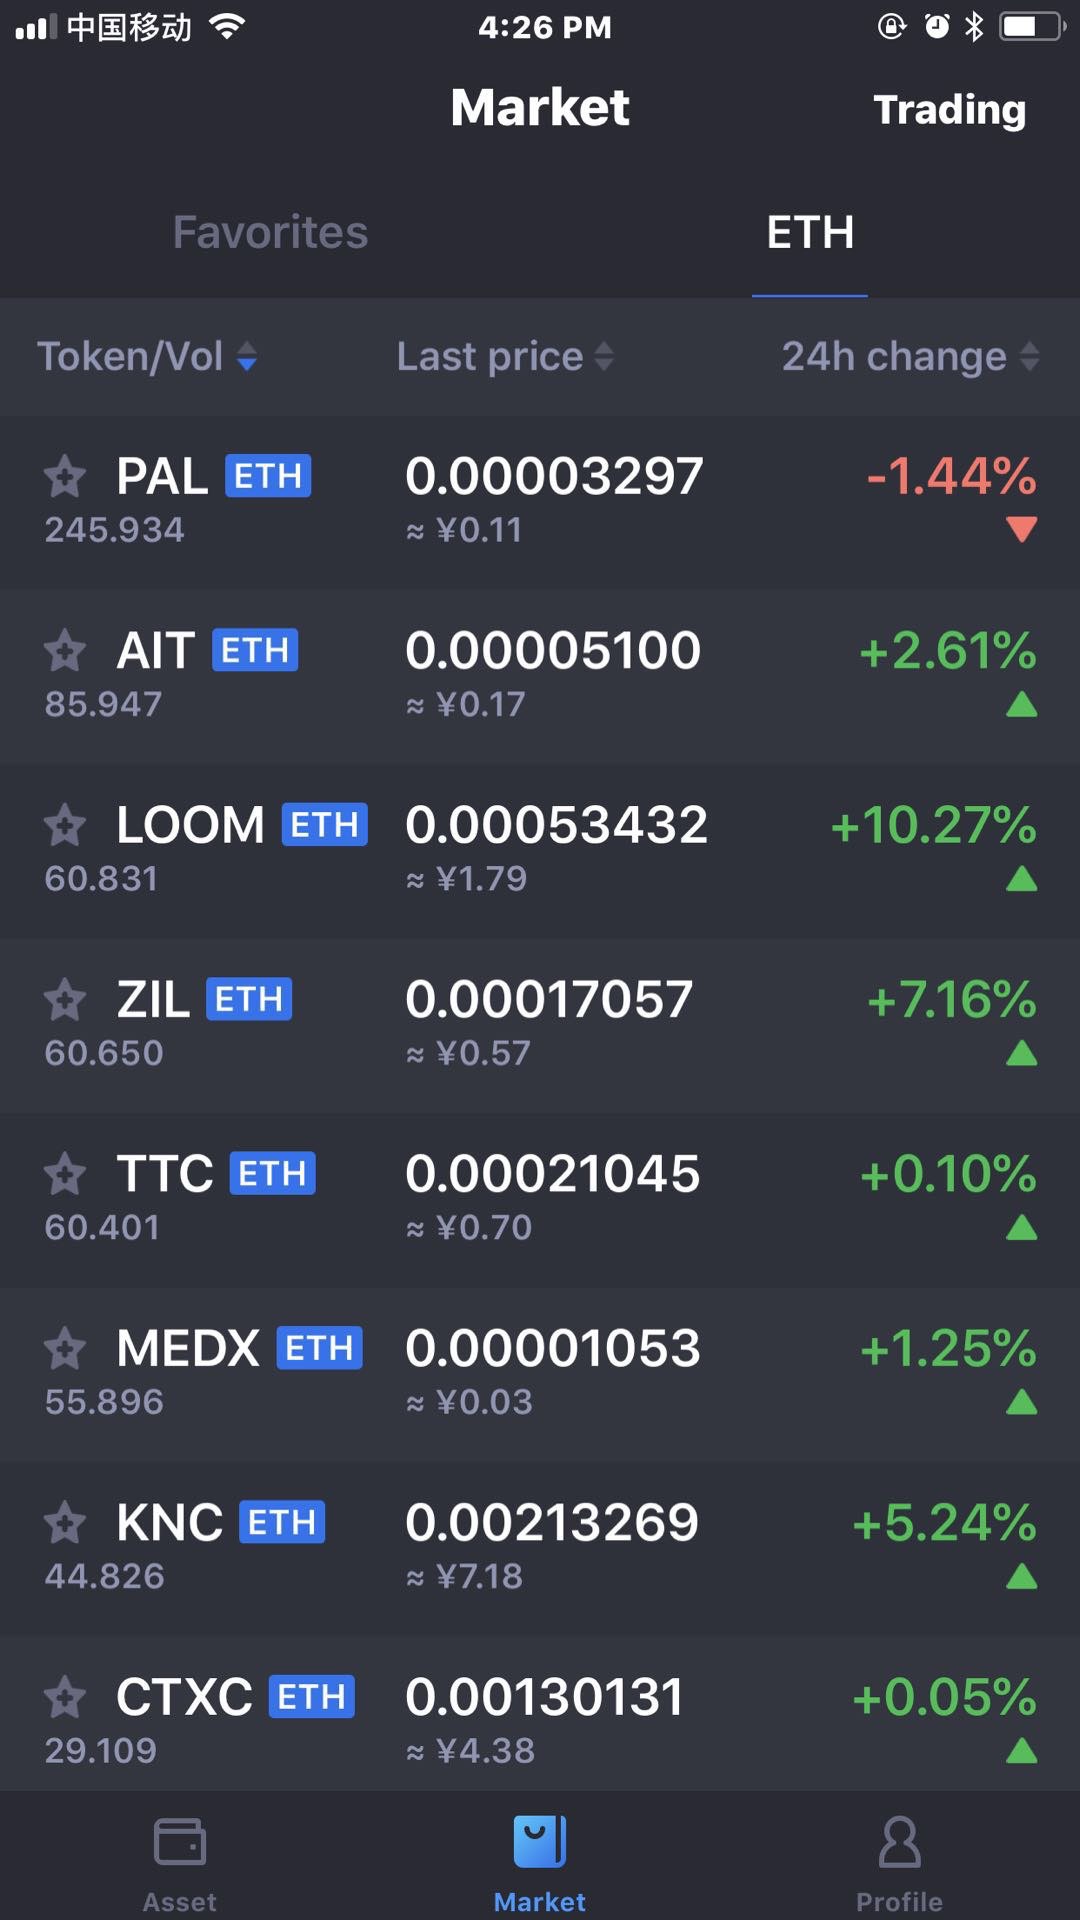 中国移动 4:26 PM
Market Trading
Favorites ETH
Token/Vol Last price 24h change
PAL ETH 0.00003297 -1.44%
245.934 ≈ ¥0.11
AIT ETH 0.00005100 +2.61%
85.947 ≈ ¥0.17
LOOM ETH 0.00053432 +10.27%
60.831 ≈ ¥1.79
ZIL ETH 0.00017057 +7.16%
60.650 ≈ ¥0.57
TTC ETH 0.00021045 +0.10%
60.401 ≈ ¥0.70
MEDX ETH 0.00001053 +1.25%
55.896 ≈ ¥0.03
KNC ETH 0.00213269 +5.24%
44.826 ≈ ¥7.18
CTXC ETH 0.00130131 +0.05%
29.109 ≈ ¥4.38
Asset Market Profile